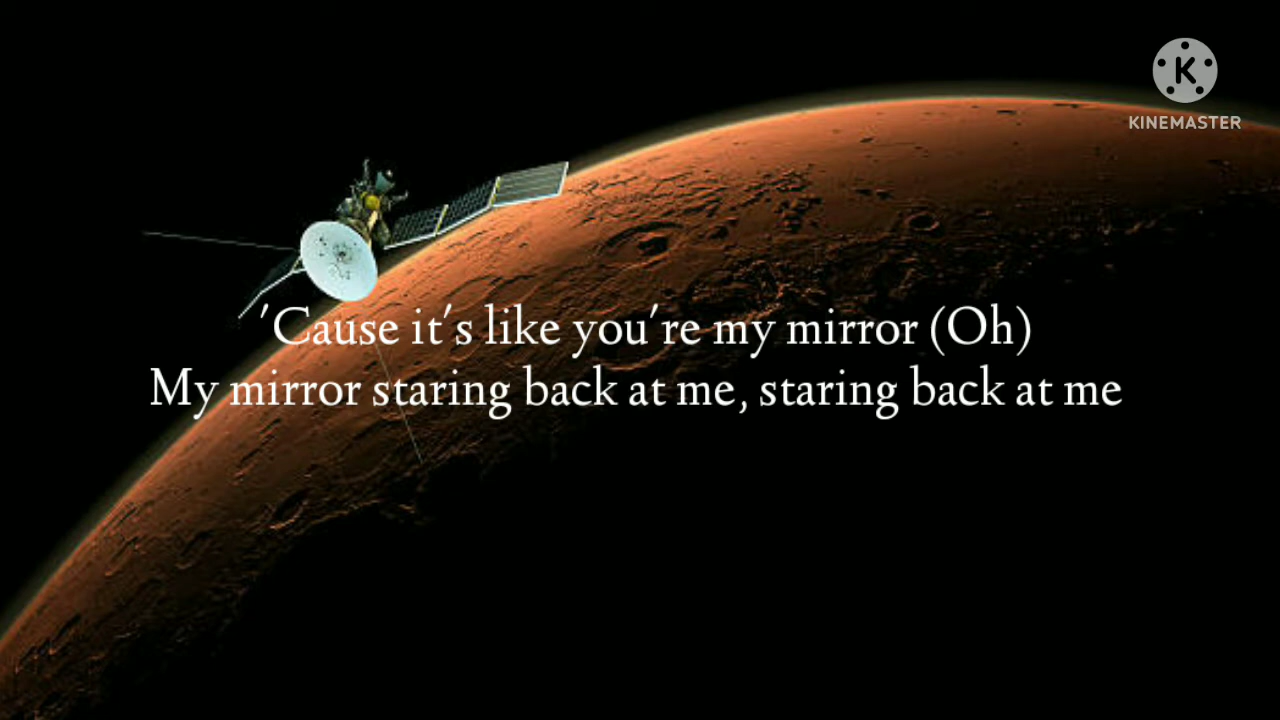 KINEMASTER
'Cause it's like you're my mirror (Oh)
My mirror staring back at me, staring back at me